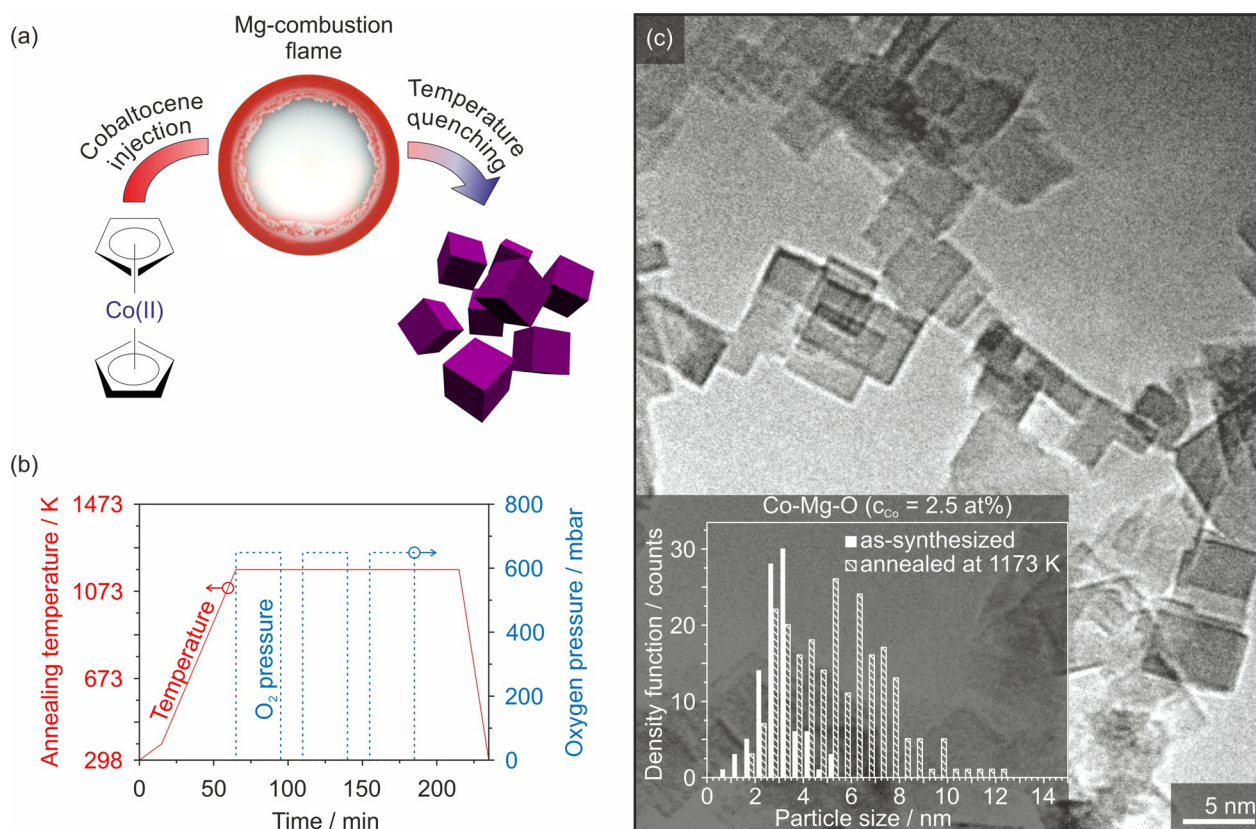 (a)
Mg-combustion
flame
Cobaltocene
injection
Temperature
quenching
Co(II)
(b)
Annealing temperature / K
1473
1073
673
298
Temperature
O₂ pressure
800
600
400
200
0
Oxygen pressure / mbar
0 50 100 150 200
Time / min
(c)
Co-Mg-O (c_Co = 2.5 at%)
as-synthesized
annealed at 1173 K
Density function / counts
30
20
10
0
0 2 4 6 8 10 12 14
Particle size / nm
5 nm